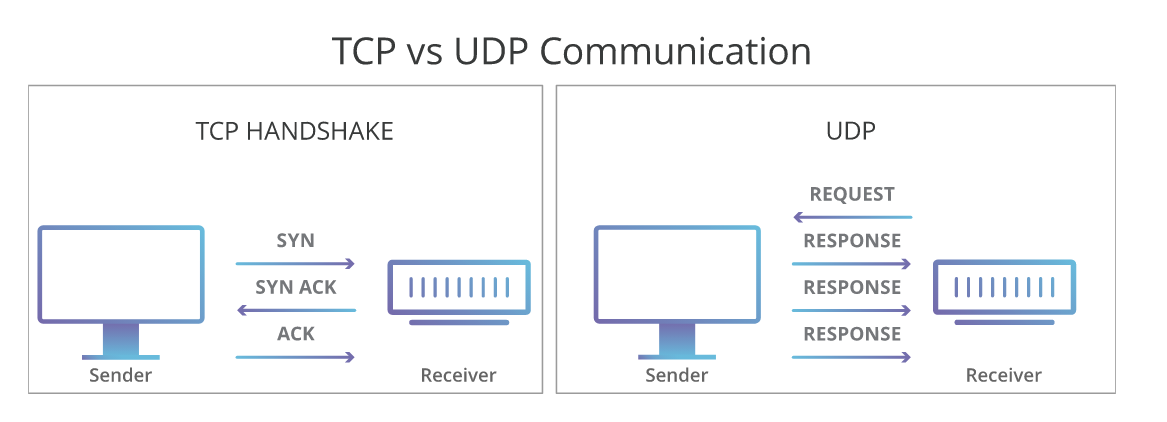 TCP vs UDP Communication
TCP HANDSHAKE
SYN
SYN ACK
ACK
Sender
Receiver
UDP
REQUEST
RESPONSE
RESPONSE
RESPONSE
Sender
Receiver